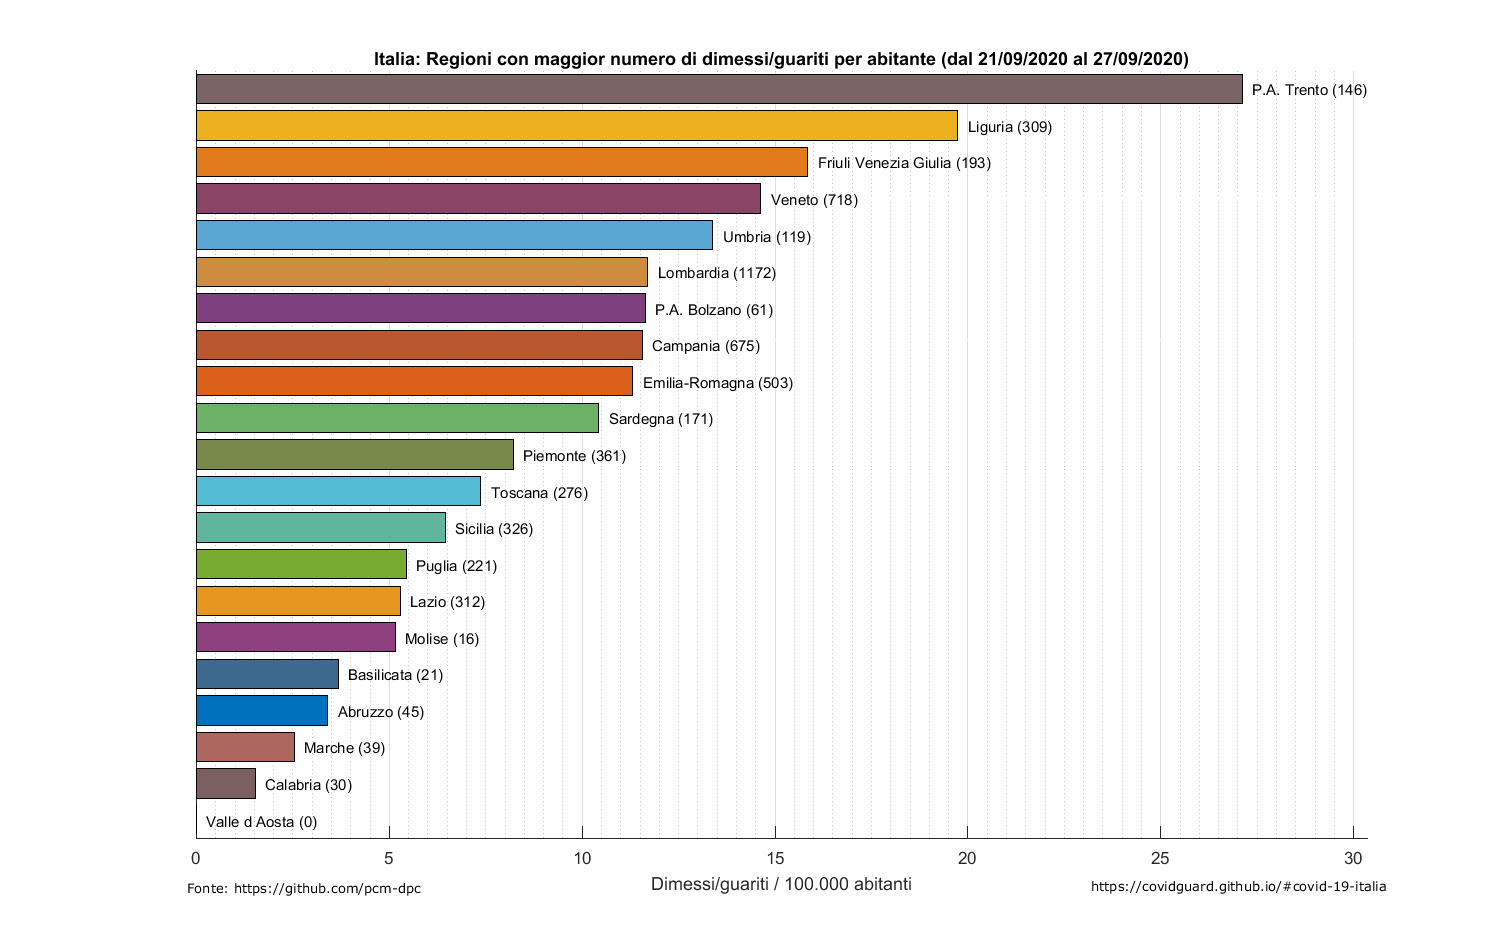 Italia: Regioni con maggior numero di dimessi/guariti per abitante (dal 21/09/2020 al 27/09/2020)
P.A. Trento (146)
Liguria (309)
Friuli Venezia Giulia (193)
Veneto (718)
Umbria (119)
Lombardia (1172)
P.A. Bolzano (61)
Campania (675)
Emilia-Romagna (503)
Sardegna (171)
Piemonte (361)
Toscana (276)
Sicilia (326)
Puglia (221)
Lazio (312)
Molise (16)
Basilicata (21)
Abruzzo (45)
Marche (39)
Calabria (30)
Valle d Aosta (0)
0 5 10 15 20 25 30
Dimessi/guariti / 100.000 abitanti
Fonte: https://github.com/pcm-dpc
https://covidguard.github.io/#covid-19-italia